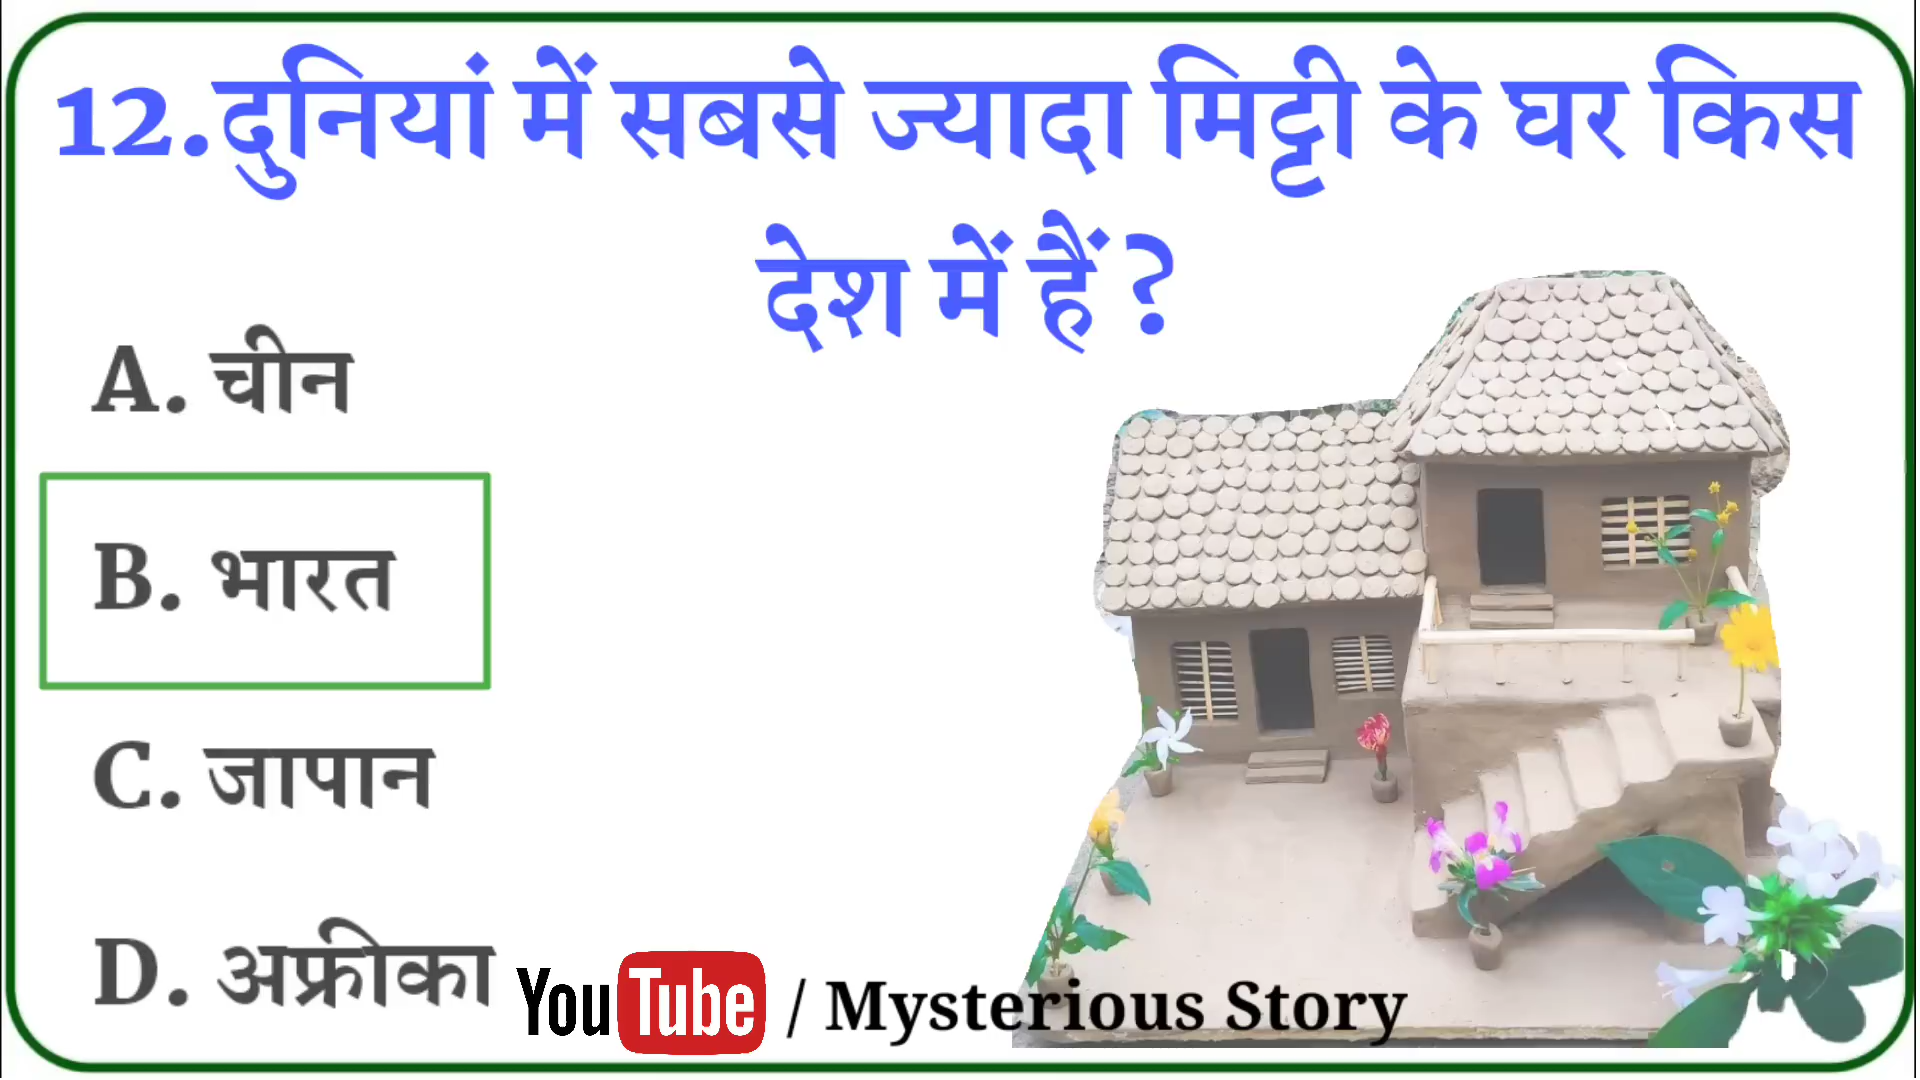 12.दुनियां में सबसे ज्यादा मिट्टी के घर किस
देश में हैं ?
A. चीन
B. भारत
C. जापान
D. अफ्रीका
YouTube / Mysterious Story